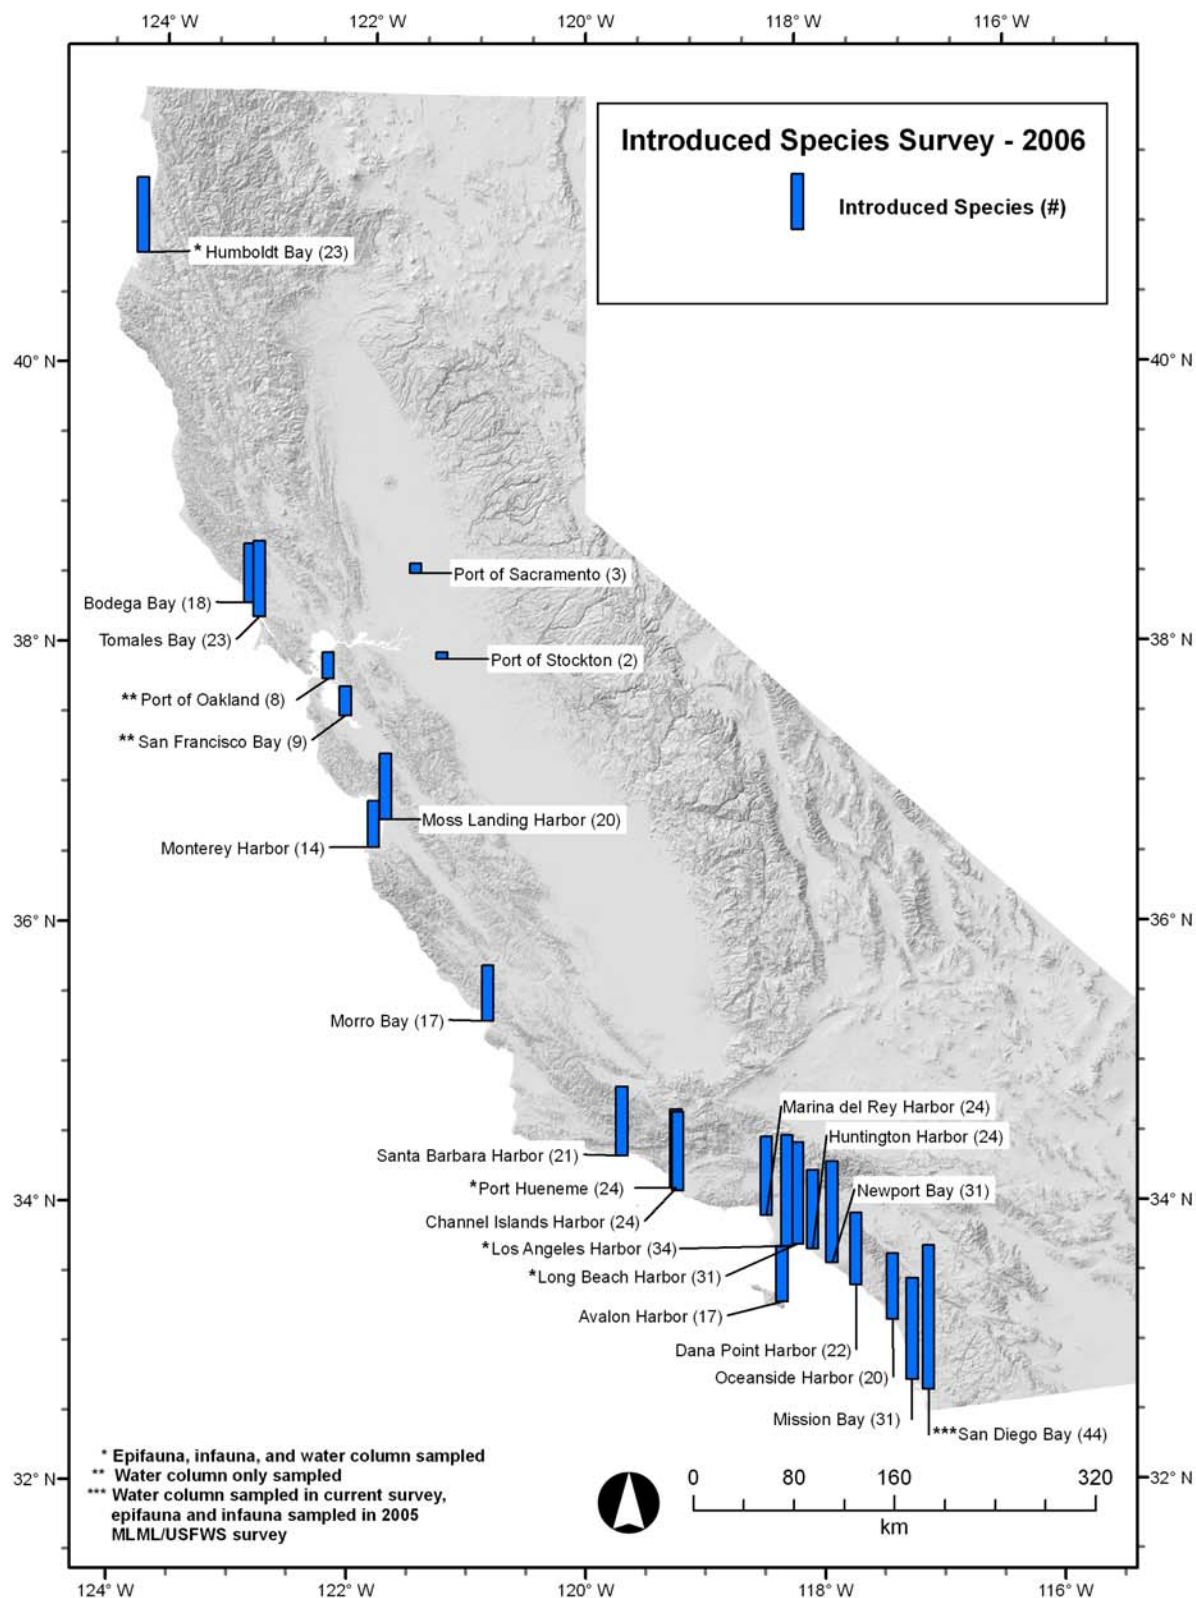 124° W 122° W 120° W 118° W 116° W
Introduced Species Survey - 2006
Introduced Species (#)
* Humboldt Bay (23)
40° N 40° N
Port of Sacramento (3)
Bodega Bay (18)
Tomales Bay (23)
38° N 38° N
Port of Stockton (2)
** Port of Oakland (8)
** San Francisco Bay (9)
Moss Landing Harbor (20)
Monterey Harbor (14)
36° N 36° N
Morro Bay (17)
Marina del Rey Harbor (24)
Huntington Harbor (24)
Santa Barbara Harbor (21)
*Port Hueneme (24)
Newport Bay (31)
34° N 34° N
Channel Islands Harbor (24)
*Los Angeles Harbor (34)
*Long Beach Harbor (31)
Avalon Harbor (17)
Dana Point Harbor (22)
Oceanside Harbor (20)
Mission Bay (31)
***San Diego Bay (44)
* Epifauna, infauna, and water column sampled
** Water column only sampled
*** Water column sampled in current survey,
epifauna and infauna sampled in 2005
MLML/USFWS survey
32° N 32° N
0 80 160 320
km
124° W 122° W 120° W 118° W 116° W